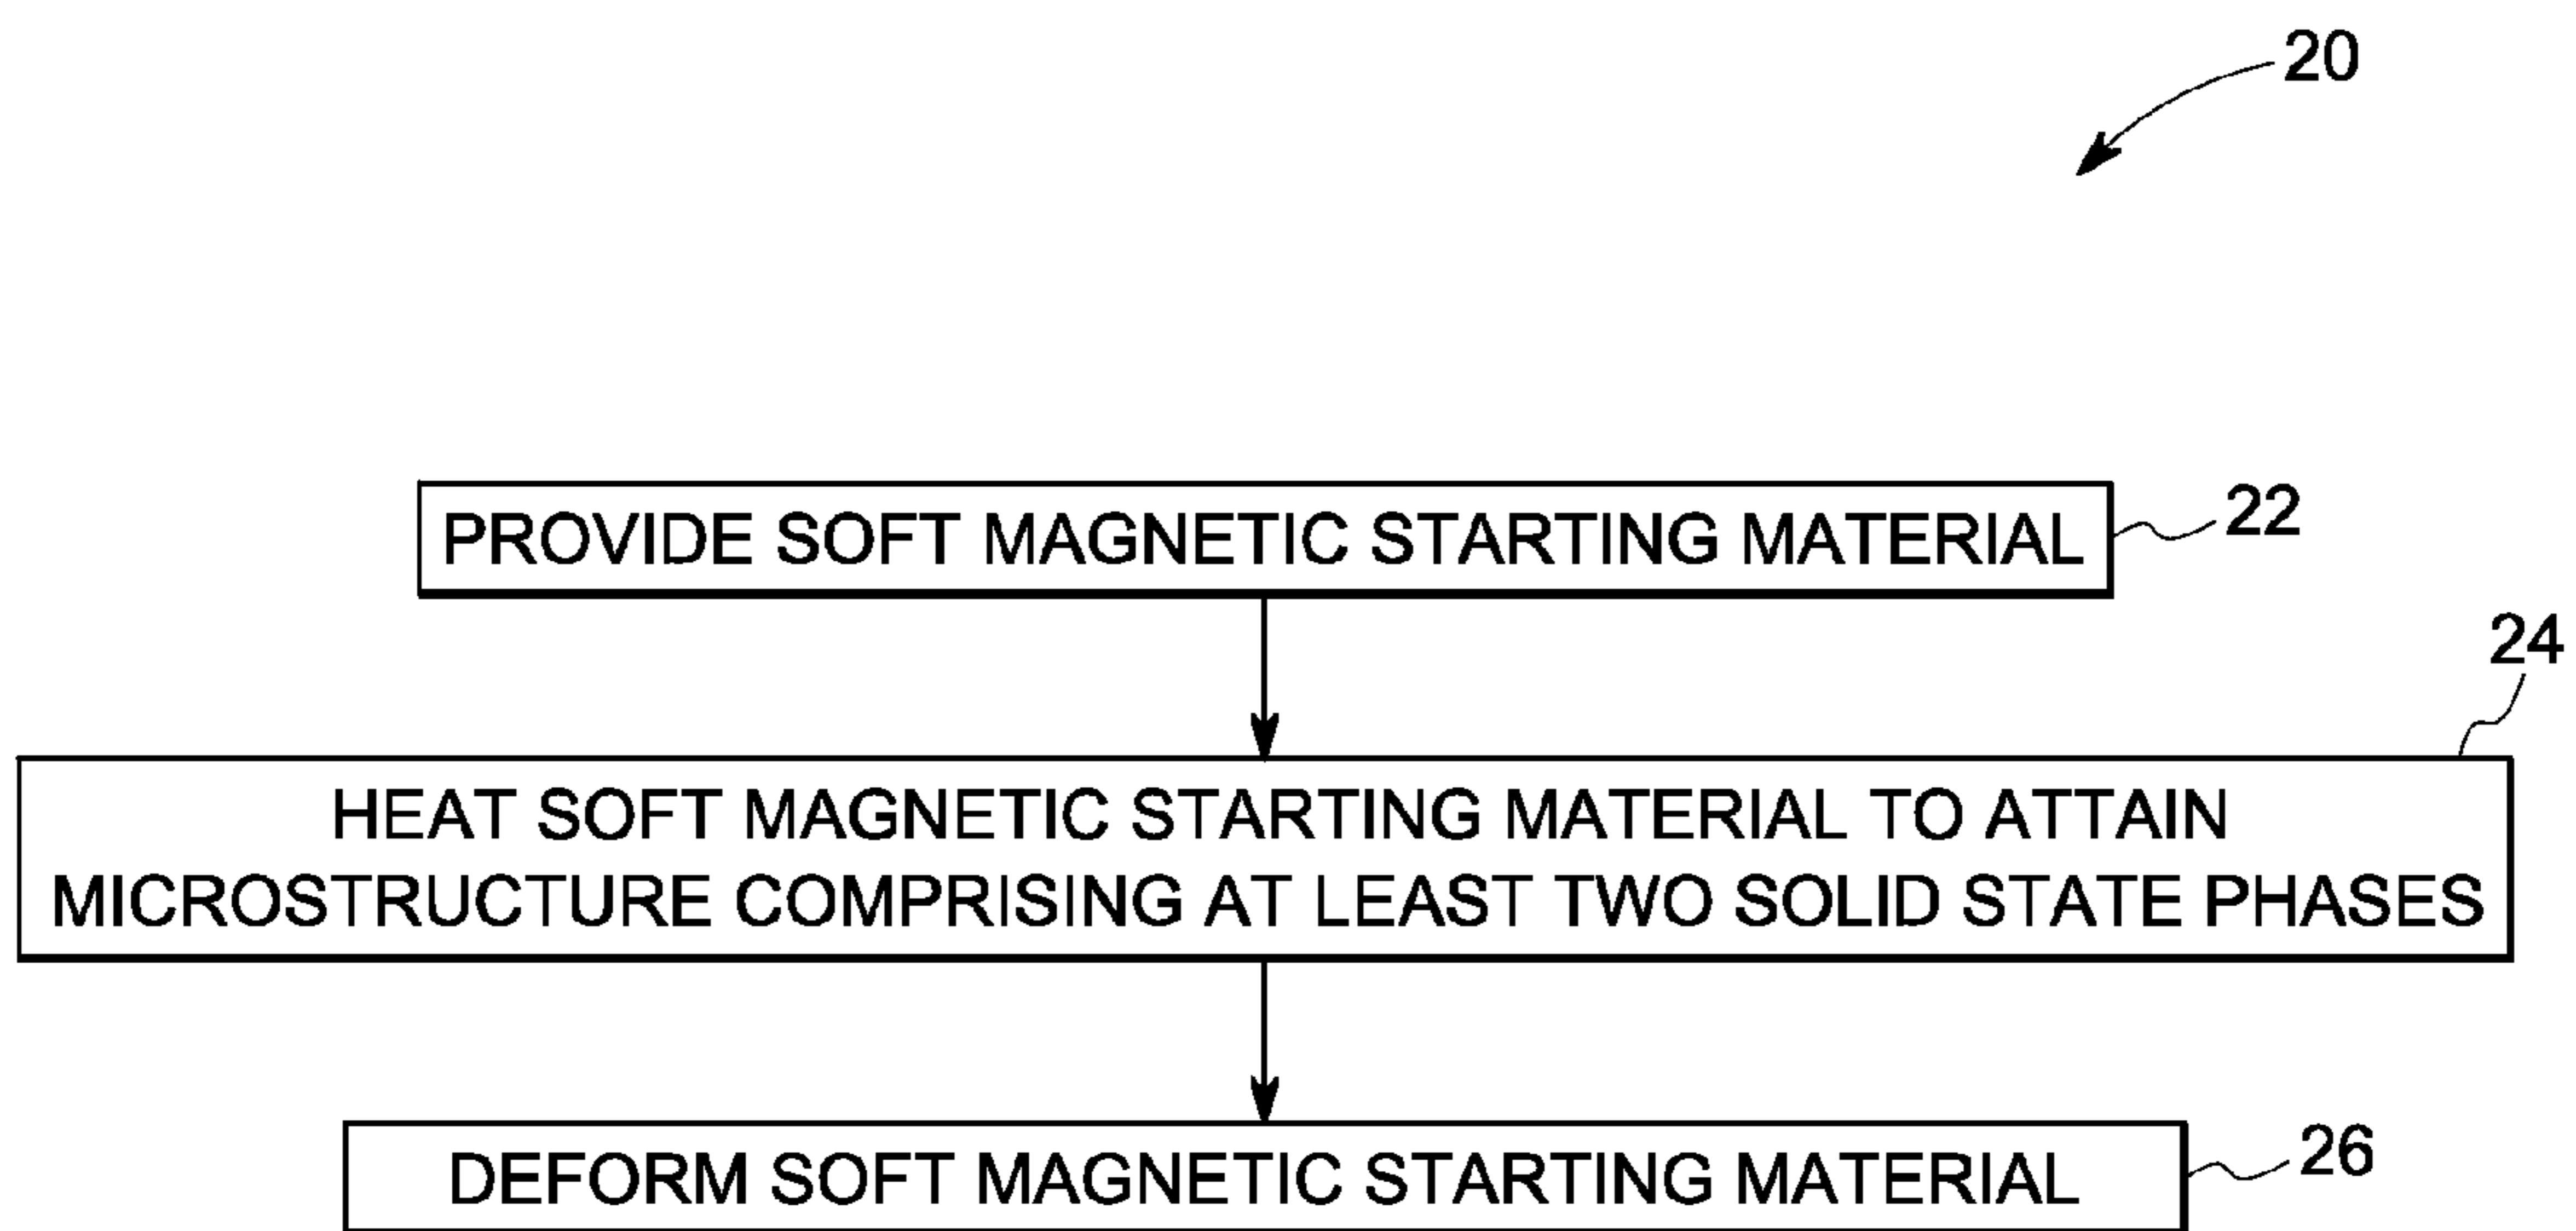 20
PROVIDE SOFT MAGNETIC STARTING MATERIAL
22
24
HEAT SOFT MAGNETIC STARTING MATERIAL TO ATTAIN
MICROSTRUCTURE COMPRISING AT LEAST TWO SOLID STATE PHASES
DEFORM SOFT MAGNETIC STARTING MATERIAL
26